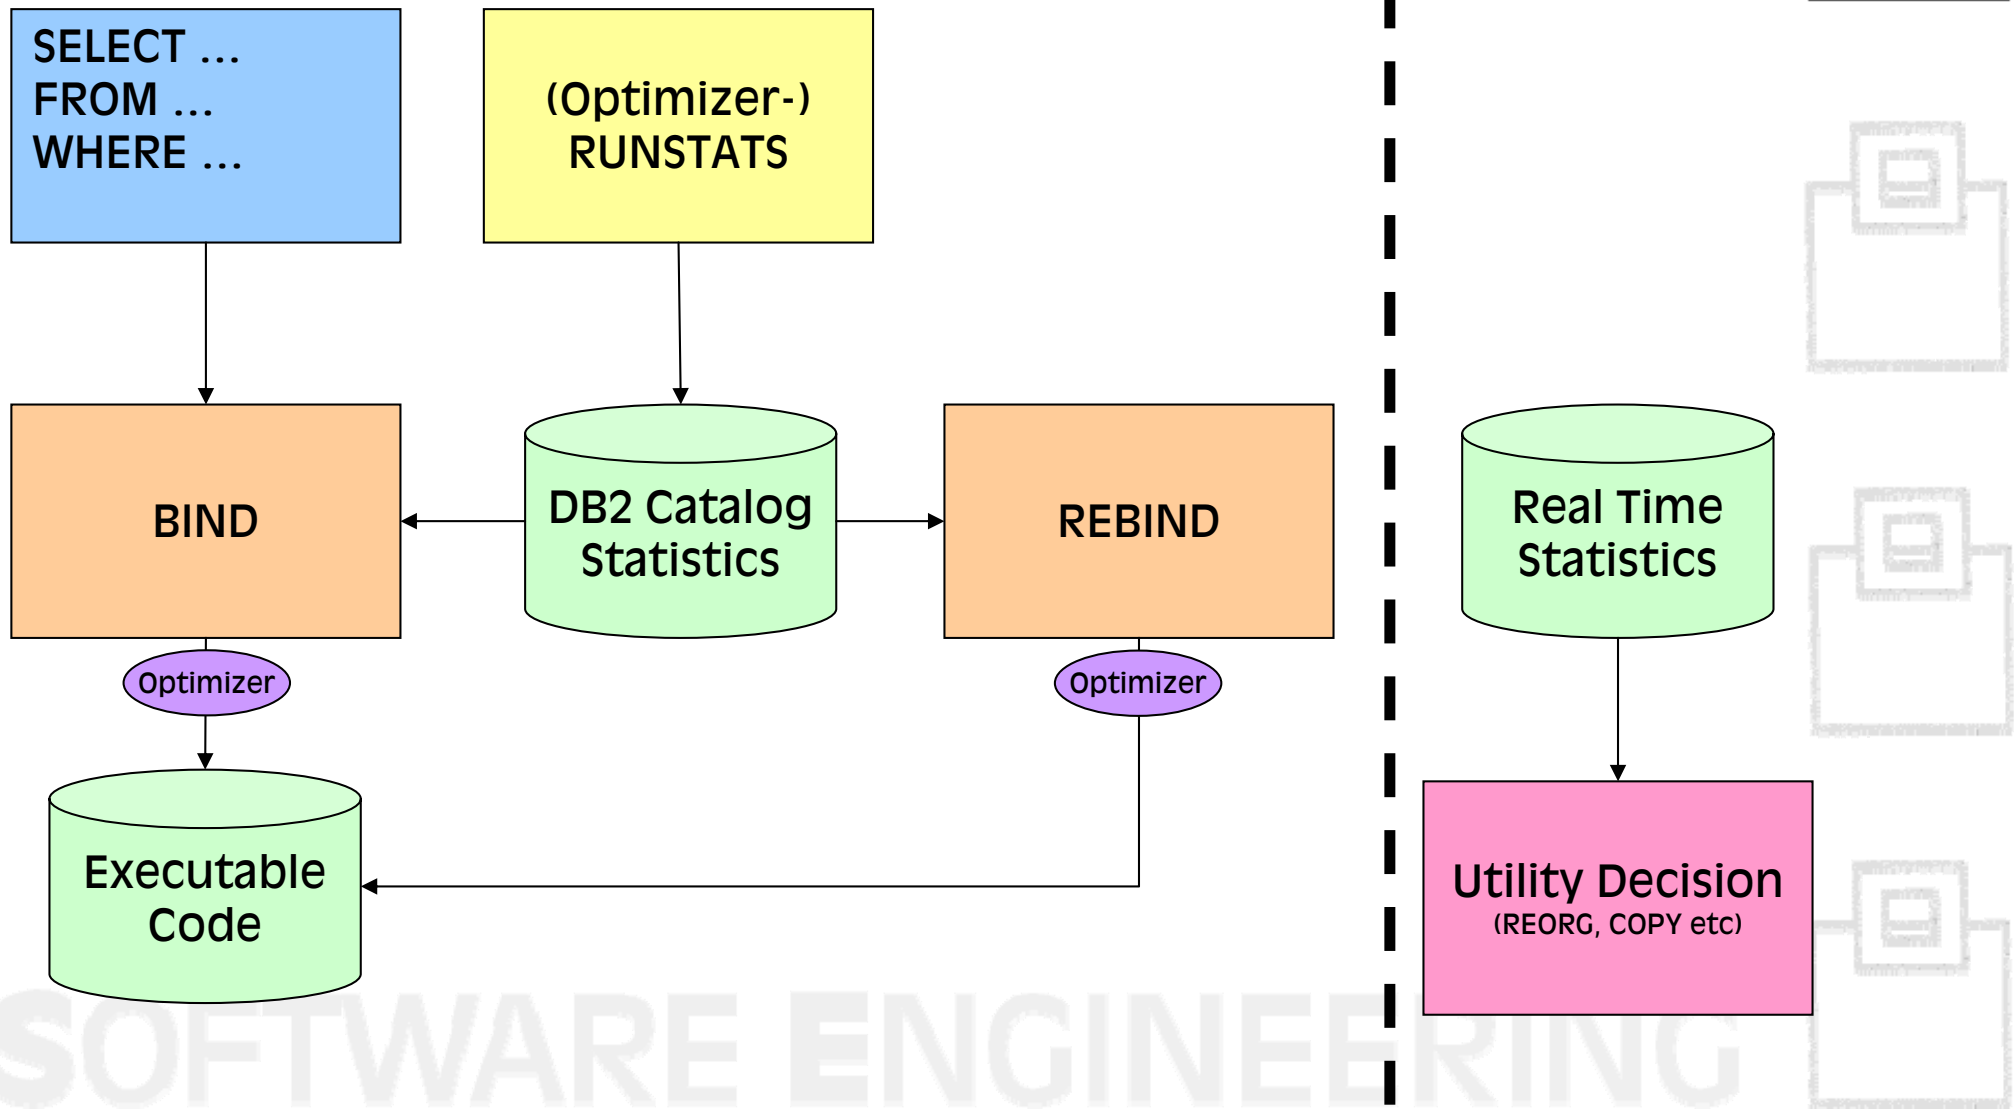 SELECT ...
FROM ...
WHERE ...
(Optimizer-)
RUNSTATS
BIND
DB2 Catalog
Statistics
REBIND
Real Time
Statistics
Optimizer
Optimizer
Executable
Code
Utility Decision
(REORG, COPY etc)
SOFTWARE ENGINEERING